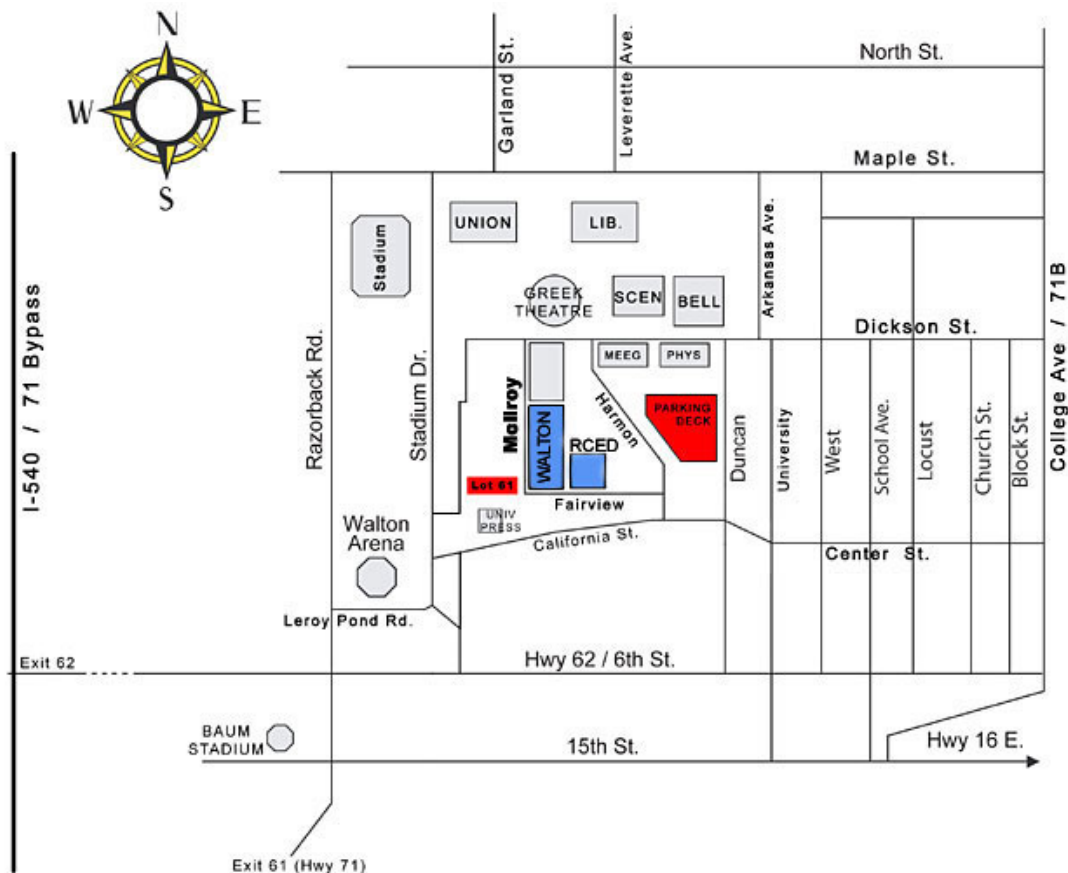 N
W
E
S
Garland St.
Leverette Ave.
North St.
Maple St.
Arkansas Ave.
UNION
LIB.
Stadium
GREEK
THEATRE
SCEN
BELL
Dickson St.
College Ave / 71B
I-540 / 71 Bypass
Razorback Rd.
Stadium Dr.
McIlroy
WALTON
RCED
MEEG
PHYS
Harmon
PARKING
DECK
Duncan
University
West
School Ave.
Locust
Church St.
Block St.
Lot 61
UNIV
PRESS
Fairview
California St.
Center St.
Walton
Arena
Leroy Pond Rd.
Exit 62
Hwy 62 / 6th St.
BAUM
STADIUM
15th St.
Hwy 16 E.
Exit 61 (Hwy 71)